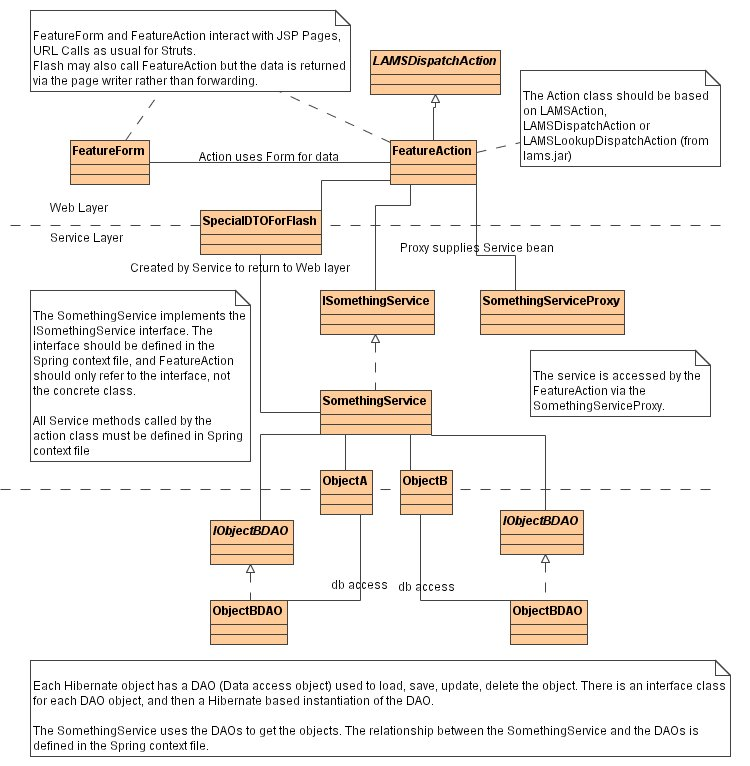 FeatureForm and FeatureAction interact with JSP Pages,
URL Calls as usual for Struts.
Flash may also call FeatureAction but the data is returned
via the page writer rather than forwarding.
LAMSDispatchAction
The Action class should be based
on LAMSAction,
LAMSDispatchAction or
LAMSLookupDispatchAction (from
lams.jar)
FeatureForm
Action uses Form for data
FeatureAction
Web Layer
SpecialDTOForFlash
Service Layer
Proxy supplies Service bean
Created by Service to return to Web layer
ISomethingService
SomethingServiceProxy
The SomethingService implements the
ISomethingService interface. The
interface should be defined in the
Spring context file, and FeatureAction
should only refer to the interface, not
the concrete class.
All Service methods called by the
action class must be defined in Spring
context file
The service is accessed by the
FeatureAction via the
SomethingServiceProxy.
SomethingService
ObjectA
ObjectB
IObjectBDAO
IObjectBDAO
db access
db access
ObjectBDAO
ObjectBDAO
Each Hibernate object has a DAO (Data access object) used to load, save, update, delete the object. There is an interface class
for each DAO object, and then a Hibernate based instantiation of the DAO.
The SomethingService uses the DAOs to get the objects. The relationship between the SomethingService and the DAOs is
defined in the Spring context file.